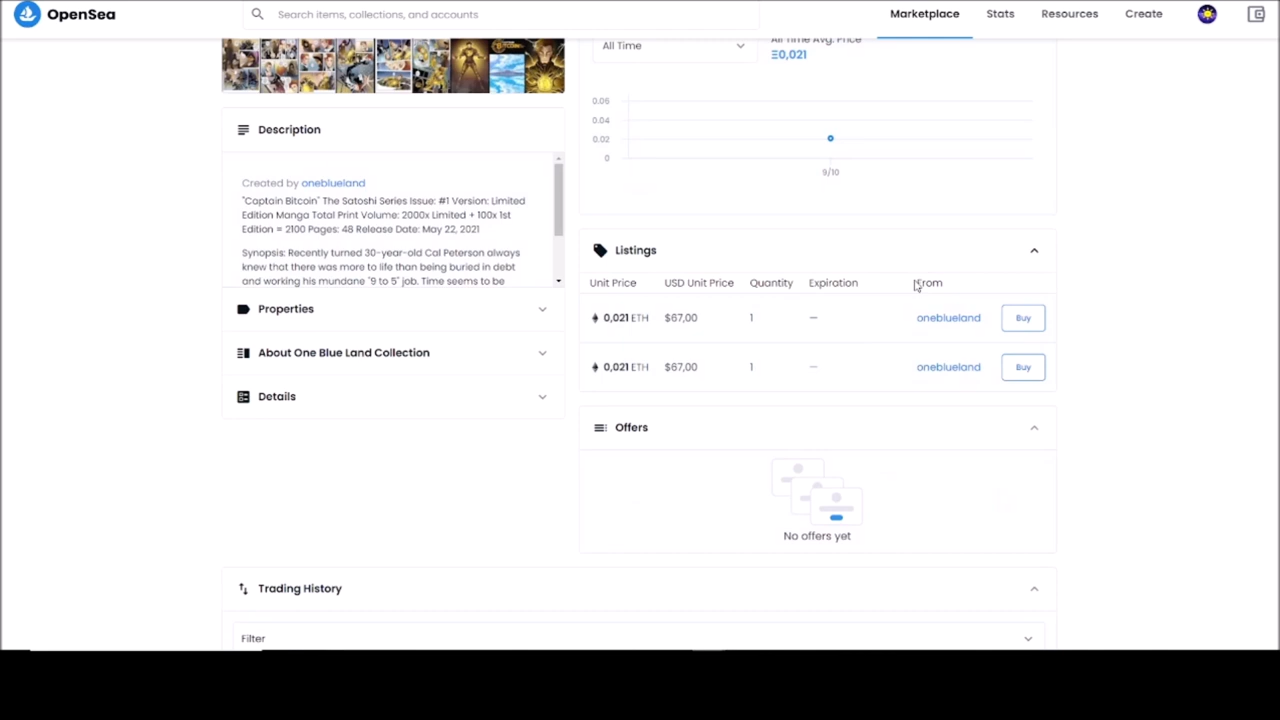 OpenSea
Search items, collections, and accounts
Marketplace
Stats
Resources
Create
All Time
All Time Avg. Price
Ξ0,021
0.06
0.04
0.02
0
9/10
Description
Created by oneblueland
"Captain Bitcoin" The Satoshi Series Issue: #1 Version: Limited
Edition Manga Total Print Volume: 2000x Limited + 100x 1st
Edition = 2100 Pages: 48 Release Date: May 22, 2021
Synopsis: Recently turned 30-year-old Cal Peterson always
knew that there was more to life than being buried in debt
and working his mundane "9 to 5" job. Time seems to be
Properties
About One Blue Land Collection
Details
Listings
Unit Price USD Unit Price Quantity Expiration From
0,021 ETH $67,00 1 — oneblueland Buy
0,021 ETH $67,00 1 — oneblueland Buy
Offers
No offers yet
Trading History
Filter